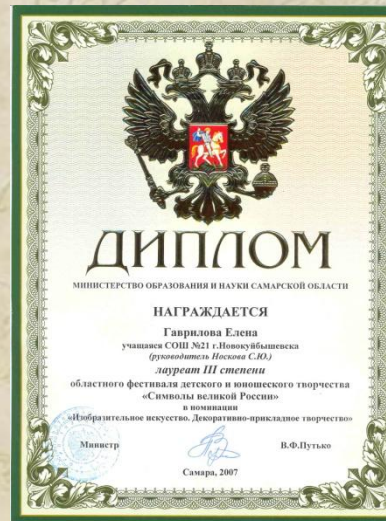 ДИПЛОМ
МИНИСТЕРСТВО ОБРАЗОВАНИЯ И НАУКИ САМАРСКОЙ ОБЛАСТИ
НАГРАЖДАЕТСЯ
Гаврилова Елена
учащаяся СОШ №21 г.Новокуйбышевска
(руководитель Носкова С.Ю.)
лауреат III степени
областного фестиваля детского и юношеского творчества
«Символы великой России»
в номинации
«Изобразительное искусство. Декоративно-прикладное творчество»
Министр В.Ф.Путько
Самара, 2007